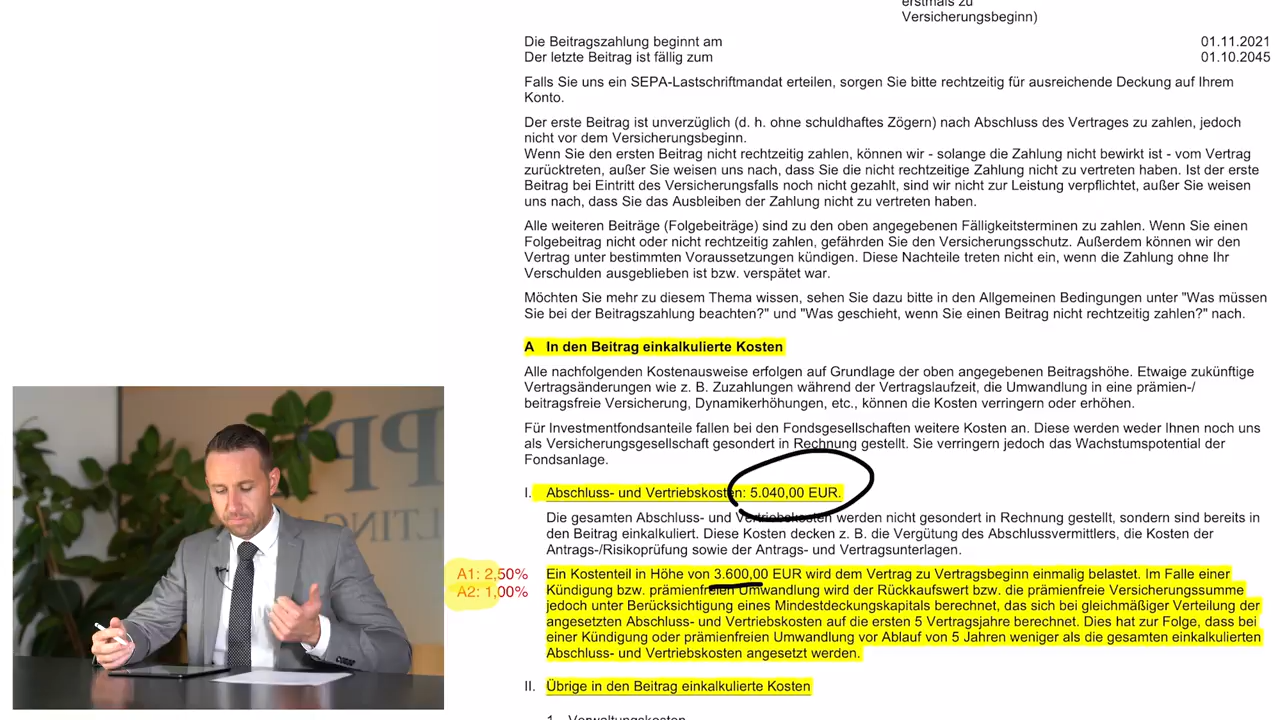 erstmals zu
Versicherungsbeginn)
Die Beitragszahlung beginnt am 01.11.2021
Der letzte Beitrag ist fällig zum 01.10.2045
Falls Sie uns ein SEPA-Lastschriftmandat erteilen, sorgen Sie bitte rechtzeitig für ausreichende Deckung auf Ihrem
Konto.
Der erste Beitrag ist unverzüglich (d. h. ohne schuldhaftes Zögern) nach Abschluss des Vertrages zu zahlen, jedoch
nicht vor dem Versicherungsbeginn.
Wenn Sie den ersten Beitrag nicht rechtzeitig zahlen, können wir - solange die Zahlung nicht bewirkt ist - vom Vertrag
zurücktreten, außer Sie weisen uns nach, dass Sie die nicht rechtzeitige Zahlung nicht zu vertreten haben. Ist der erste
Beitrag bei Eintritt des Versicherungsfalls noch nicht gezahlt, sind wir nicht zur Leistung verpflichtet, außer Sie weisen
uns nach, dass Sie das Ausbleiben der Zahlung nicht zu vertreten haben.
Alle weiteren Beiträge (Folgebeiträge) sind zu den oben angegebenen Fälligkeitsterminen zu zahlen. Wenn Sie einen
Folgebeitrag nicht oder nicht rechtzeitig zahlen, gefährden Sie den Versicherungsschutz. Außerdem können wir den
Vertrag unter bestimmten Voraussetzungen kündigen. Diese Nachteile treten nicht ein, wenn die Zahlung ohne Ihr
Verschulden ausgeblieben ist bzw. verspätet war.
Möchten Sie mehr zu diesem Thema wissen, sehen Sie dazu bitte in den Allgemeinen Bedingungen unter "Was müssen
Sie bei der Beitragszahlung beachten?" und "Was geschieht, wenn Sie einen Beitrag nicht rechtzeitig zahlen?" nach.
A In den Beitrag einkalkulierte Kosten
Alle nachfolgenden Kostenausweise erfolgen auf Grundlage der oben angegebenen Beitragshöhe. Etwaige zukünftige
Vertragsänderungen wie z. B. Zuzahlungen während der Vertragslaufzeit, die Umwandlung in eine prämien-/
beitragsfreie Versicherung, Dynamikerhöhungen, etc., können die Kosten verringern oder erhöhen.
Für Investmentfondsanteile fallen bei den Fondsgesellschaften weitere Kosten an. Diese werden weder Ihnen noch uns
als Versicherungsgesellschaft gesondert in Rechnung gestellt. Sie verringern jedoch das Wachstumspotential der
Fondsanlage.
I. Abschluss- und Vertriebskosten: 5.040,00 EUR.
Die gesamten Abschluss- und Vertriebskosten werden nicht gesondert in Rechnung gestellt, sondern sind bereits in
den Beitrag einkalkuliert. Diese Kosten decken z. B. die Vergütung des Abschlussvermittlers, die Kosten der
Antrags-/Risikoprüfung sowie der Antrags- und Vertragsunterlagen.
A1: 2,50% Ein Kostenteil in Höhe von 3.600,00 EUR wird dem Vertrag zu Vertragsbeginn einmalig belastet. Im Falle einer
A2: 1,00% Kündigung bzw. prämienfreien Umwandlung wird der Rückaufswert bzw. die prämienfreie Versicherungssumme
jedoch unter Berücksichtigung eines Mindestdeckungskapitals berechnet, das sich bei gleichmäßiger Verteilung der
angesetzten Abschluss- und Vertriebskosten auf die ersten 5 Vertragsjahre berechnet. Dies hat zur Folge, dass bei
einer Kündigung oder prämienfreien Umwandlung vor Ablauf von 5 Jahren weniger als die gesamten einkalkulierten
Abschluss- und Vertriebskosten angesetzt werden.
II. Übrige in den Beitrag einkalkulierte Kosten
1. Verwaltungskosten